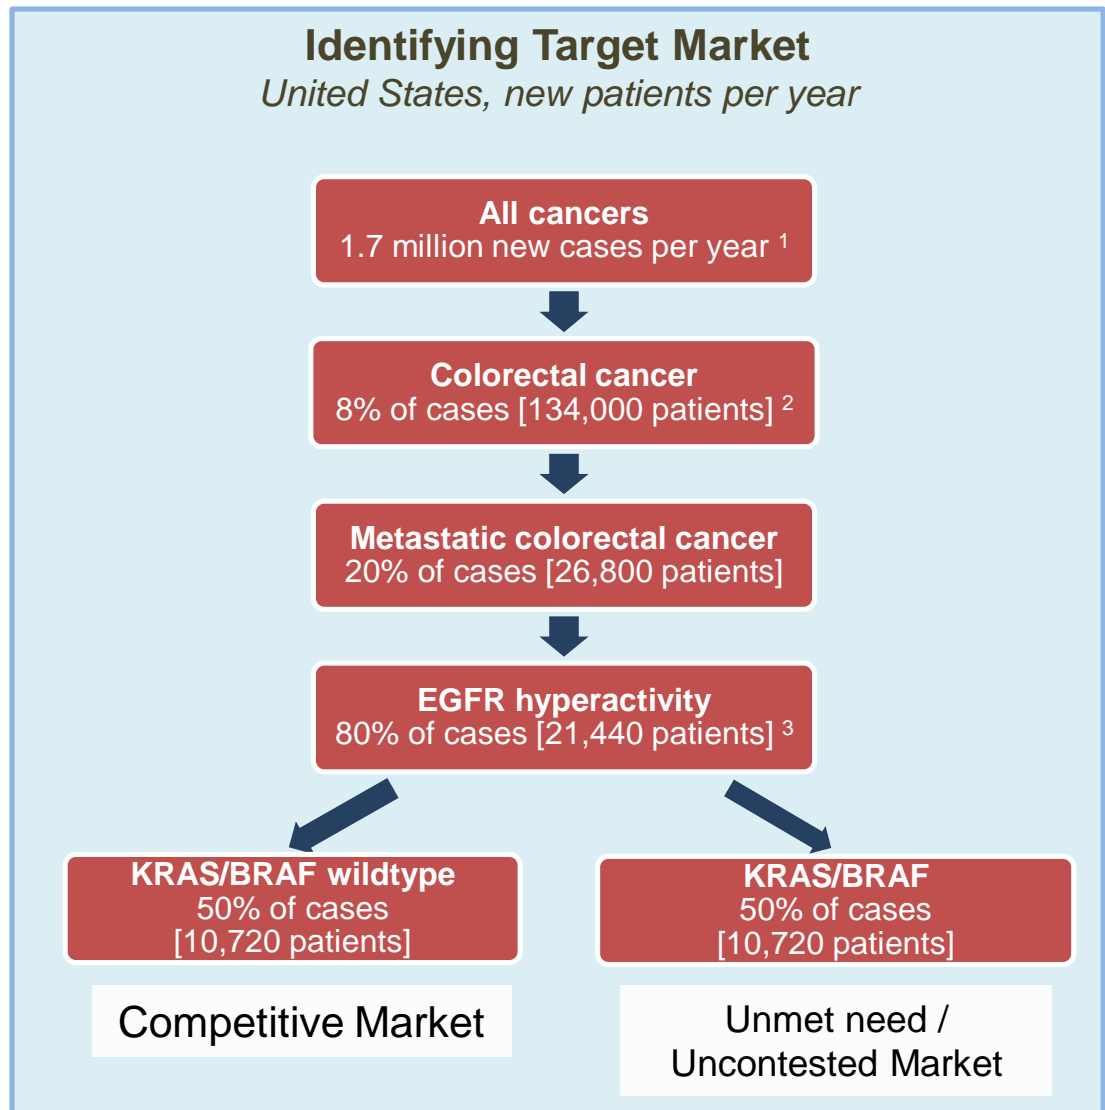 Identifying Target Market
United States, new patients per year
All cancers
1.7 million new cases per year ¹
Colorectal cancer
8% of cases [134,000 patients] ²
Metastatic colorectal cancer
20% of cases [26,800 patients]
EGFR hyperactivity
80% of cases [21,440 patients] ³
KRAS/BRAF wildtype
50% of cases
[10,720 patients]
Competitive Market
KRAS/BRAF
50% of cases
[10,720 patients]
Unmet need /
Uncontested Market